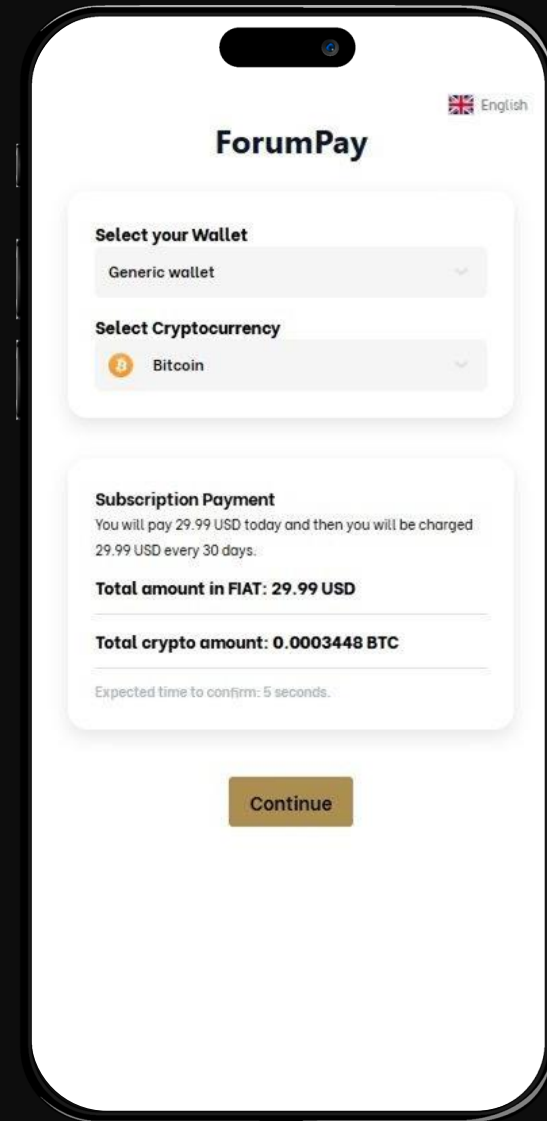 English
ForumPay
Select your Wallet
Generic wallet
Select Cryptocurrency
Bitcoin
Subscription Payment
You will pay 29.99 USD today and then you will be charged
29.99 USD every 30 days.
Total amount in FIAT: 29.99 USD
Total crypto amount: 0.0003448 BTC
Expected time to confirm: 5 seconds.
Continue